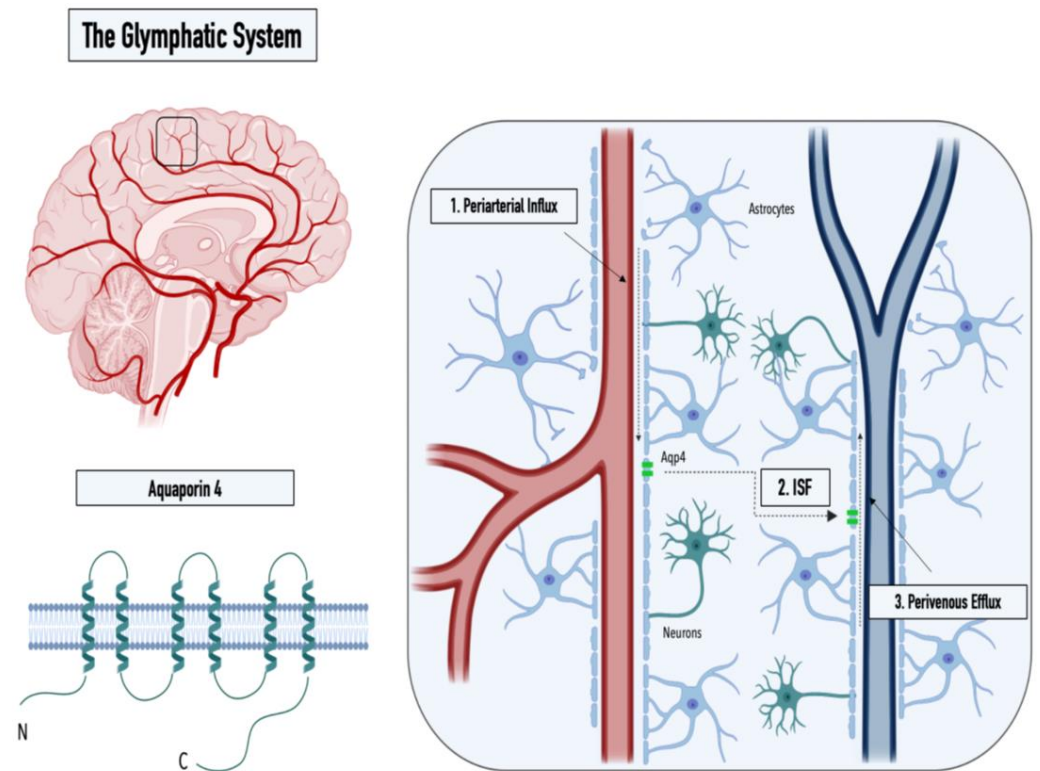 The Glymphatic System
1. Periarterial Influx
Astrocytes
Aqp4
2. ISF
Aquaporin 4
3. Perivenous Efflux
Neurons
N
C